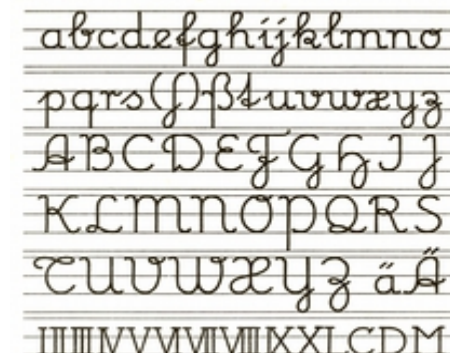 abcdefghijklmno
pqrs(ſ)ßtuvwxyz
ABCDEFGHIJ
KLMNOPQRS
TUVWXYZ äÄ
I II III IV V VI VII VIII IX X L C D M